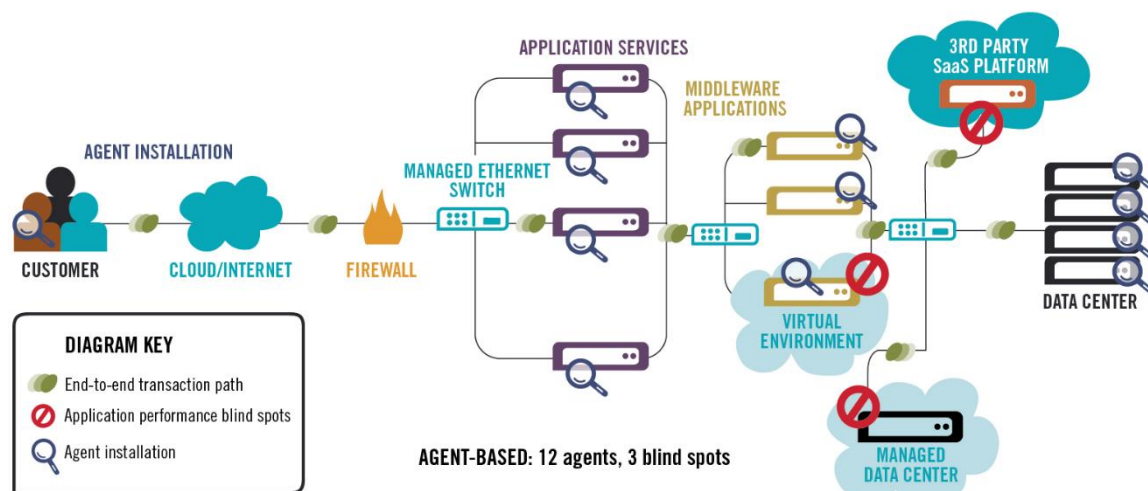 APPLICATION SERVICES
3RD PARTY
SaaS PLATFORM
MIDDLEWARE
APPLICATIONS
AGENT INSTALLATION
MANAGED ETHERNET
SWITCH
CUSTOMER
CLOUD/INTERNET
FIREWALL
DATA CENTER
VIRTUAL
ENVIRONMENT
DIAGRAM KEY
End-to-end transaction path
Application performance blind spots
Agent installation
AGENT-BASED: 12 agents, 3 blind spots
MANAGED
DATA CENTER